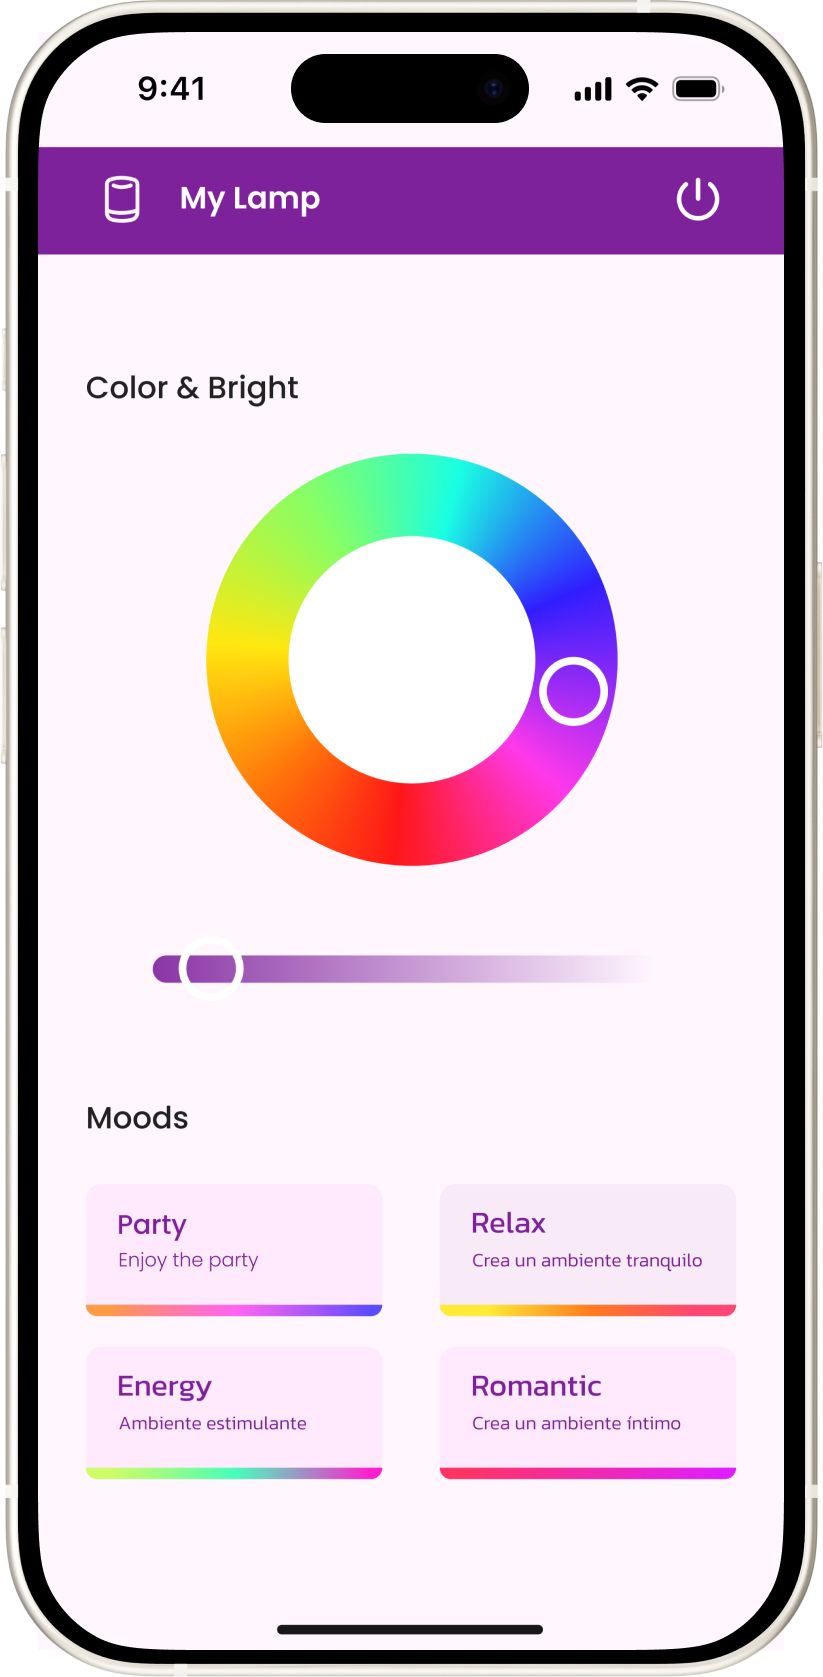 9:41
My Lamp
Color & Bright
Moods
Party
Enjoy the party
Relax
Crea un ambiente tranquilo
Energy
Ambiente estimulante
Romantic
Crea un ambiente íntimo